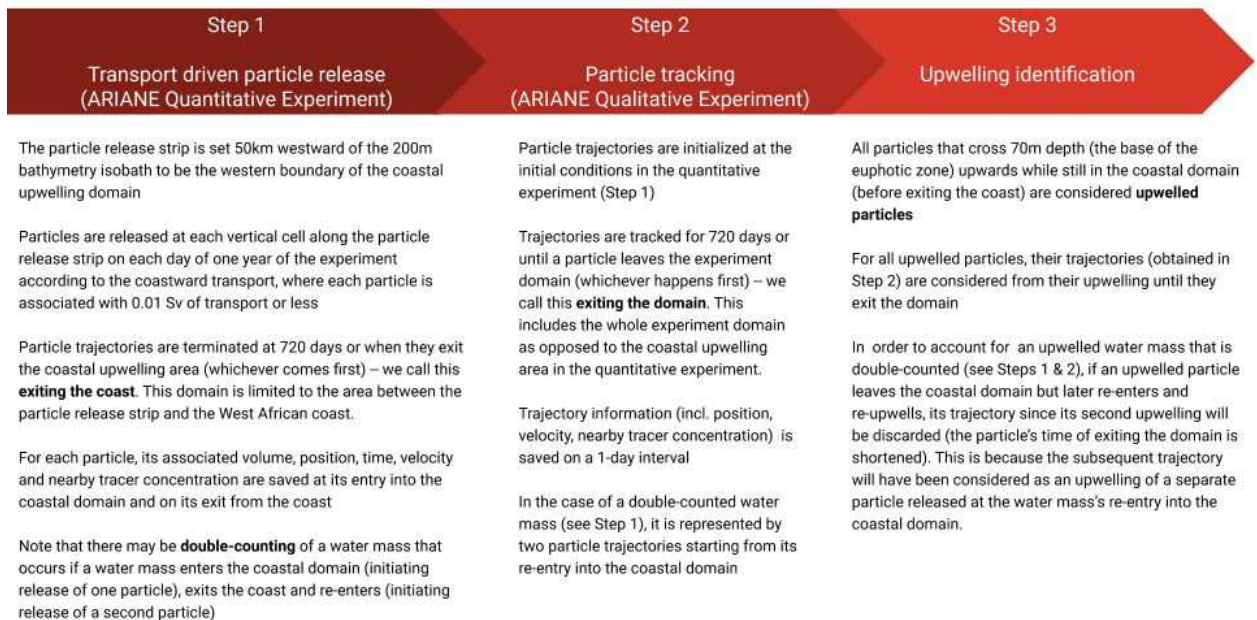 Step 1
Transport driven particle release
(ARIANE Quantitative Experiment)
Step 2
Particle tracking
(ARIANE Qualitative Experiment)
Step 3
Upwelling identification
The particle release strip is set 50km westward of the 200m
bathymetry isobath to be the western boundary of the coastal
upwelling domain
Particles are released at each vertical cell along the particle
release strip on each day of one year of the experiment
according to the coastward transport, where each particle is
associated with 0.01 Sv of transport or less
Particle trajectories are terminated at 720 days or when they exit
the coastal upwelling area (whichever comes first) – we call this
exiting the coast. This domain is limited to the area between the
particle release strip and the West African coast.
For each particle, its associated volume, position, time, velocity
and nearby tracer concentration are saved at its entry into the
coastal domain and on its exit from the coast
Note that there may be double-counting of a water mass that
occurs if a water mass enters the coastal domain (initiating
release of one particle), exits the coast and re-enters (initiating
release of a second particle)
Particle trajectories are initialized at the
initial conditions in the quantitative
experiment (Step 1)
Trajectories are tracked for 720 days or
until a particle leaves the experiment
domain (whichever happens first) – we
call this exiting the domain. This
includes the whole experiment domain
as opposed to the coastal upwelling
area in the quantitative experiment.
Trajectory information (incl. position,
velocity, nearby tracer concentration) is
saved on a 1-day interval
In the case of a double-counted water
mass (see Step 1), it is represented by
two particle trajectories starting from its
re-entry into the coastal domain
All particles that cross 70m depth (the base of the
euphotic zone) upwards while still in the coastal domain
(before exiting the coast) are considered upwelled
particles
For all upwelled particles, their trajectories (obtained in
Step 2) are considered from their upwelling until they
exit the domain
In order to account for an upwelled water mass that is
double-counted (see Steps 1 & 2), if an upwelled particle
leaves the coastal domain but later re-enters and
re-upwells, its trajectory since its second upwelling will
be discarded (the particle's time of exiting the domain is
shortened). This is because the subsequent trajectory
will have been considered as an upwelling of a separate
particle released at the water mass's re-entry into the
coastal domain.